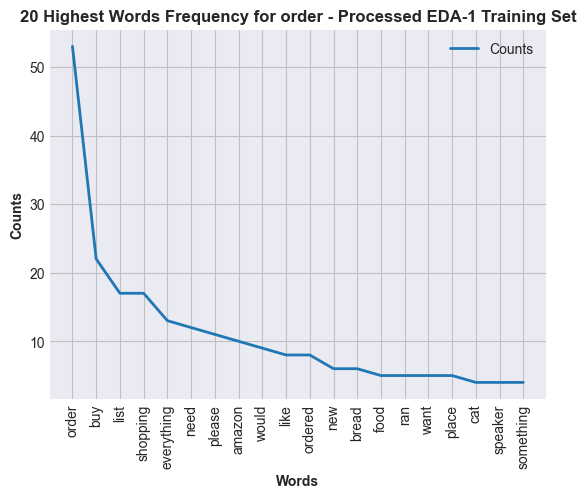 20 Highest Words Frequency for order - Processed EDA-1 Training Set
Counts
50
40
30
20
10
Counts
order
buy
list
shopping
everything
need
please
amazon
would
like
ordered
new
bread
food
ran
want
place
cat
speaker
something
Words